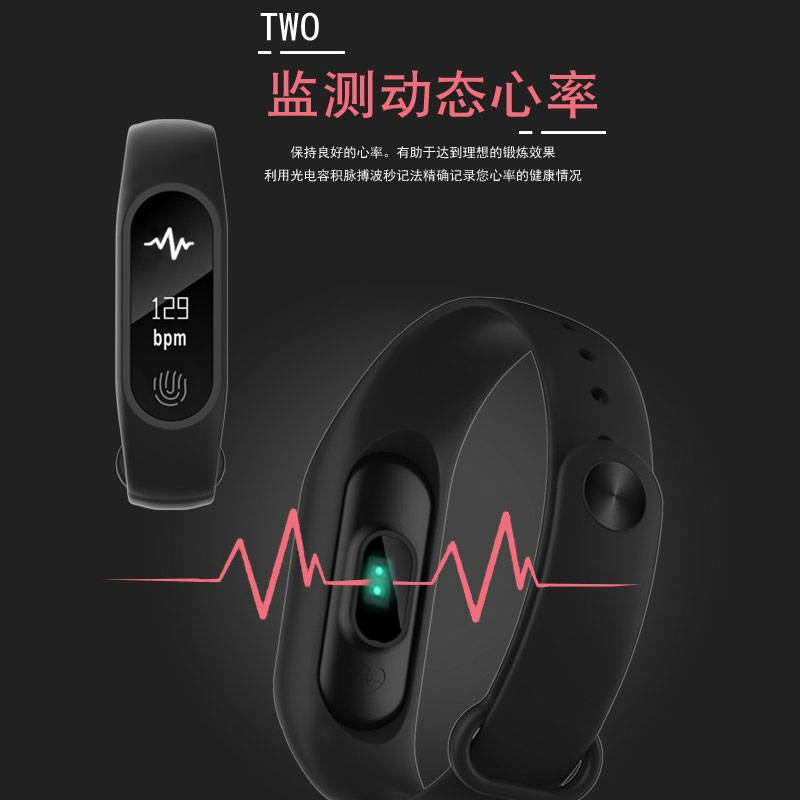 TWO
监测动态心率
保持良好的心率。有助于达到理想的锻炼效果
利用光电容积脉搏波秒记法精确记录您心率的健康情况
129
bpm